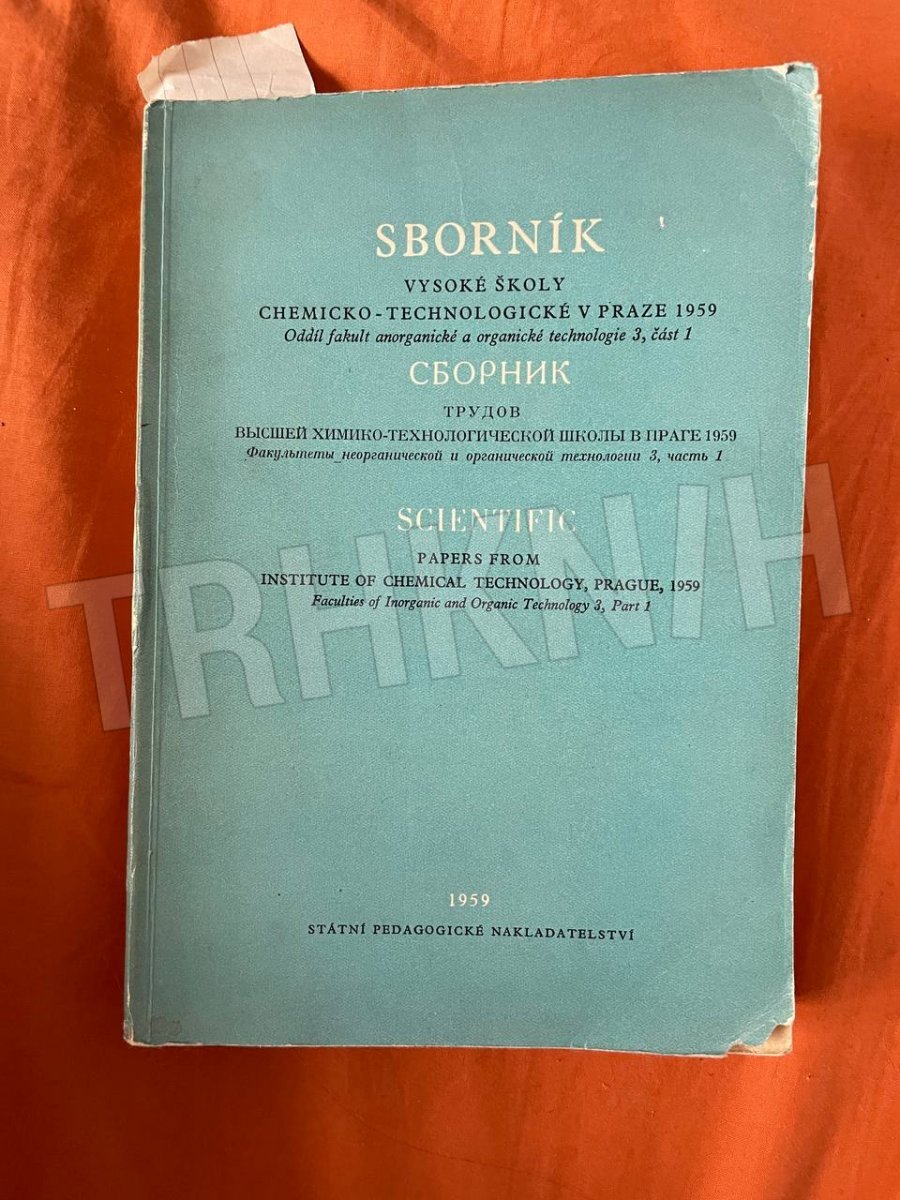 SBORNÍK
VYSOKÉ ŠKOLY
CHEMICKO-TECHNOLOGICKÉ V PRAZE 1959
Oddíl fakult anorganické a organické technologie 3, část 1
СБОРНИК
ТРУДОВ
ВЫСШЕЙ ХИМИКО-ТЕХНОЛОГИЧЕСКОЙ ШКОЛЫ В ПРАГЕ 1959
Факультеты неорганической и органической технологии 3, часть 1
SCIENTIFIC
PAPERS FROM
INSTITUTE OF CHEMICAL TECHNOLOGY, PRAGUE, 1959
Faculties of Inorganic and Organic Technology 3, Part 1
TRHKNIH
1959
STÁTNÍ PEDAGOGICKÉ NAKLADATELSTVÍ